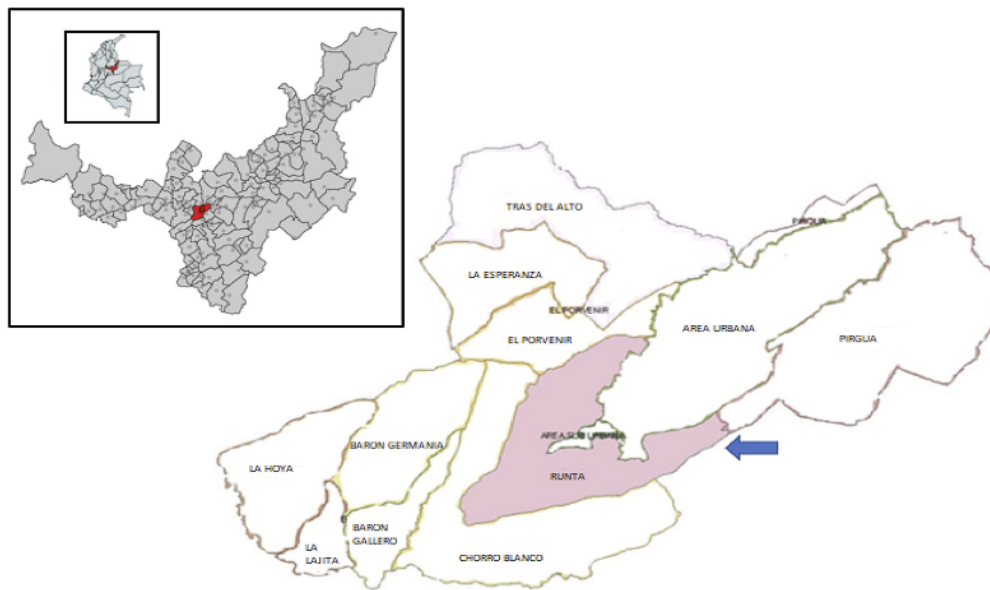 TRAS DEL ALTO
PIRGUA
LA ESPERANZA
EL PORVENIR
AREA URBANA
EL PORVENIR
PIRGUA
AREA SUB URBANA
BARON GERMANIA
LA HOYA
RUNTA
BARON
GALLERO
LA
LAJITA
CHORRO BLANCO